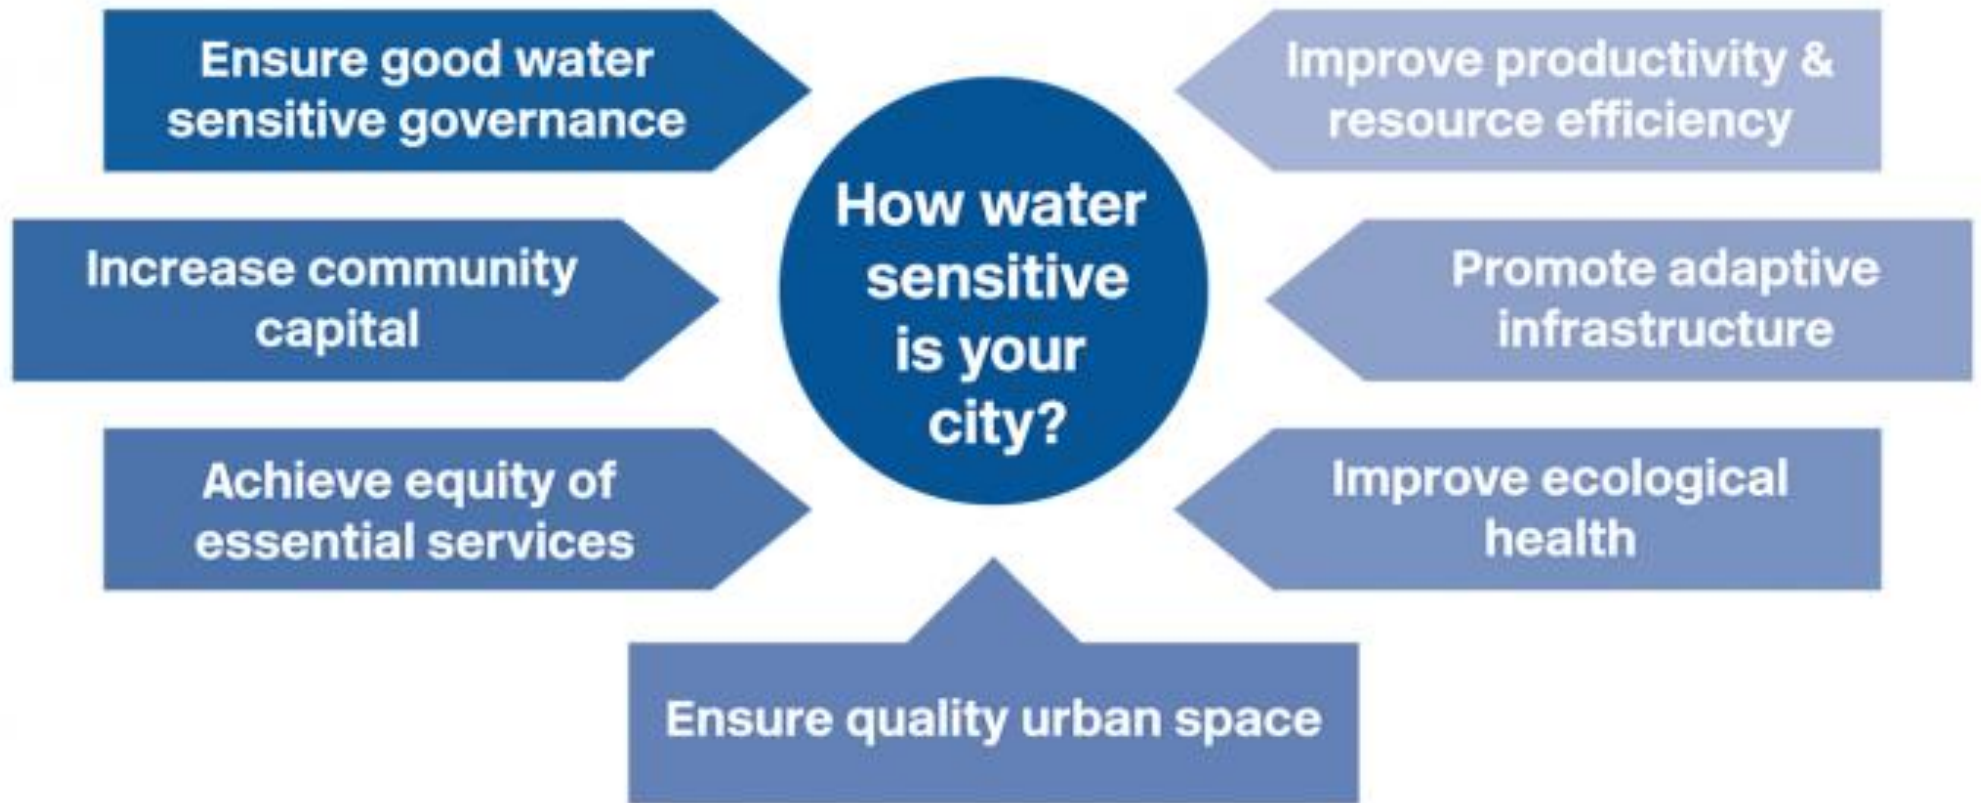 Ensure good water
sensitive governance
Increase community
capital
Achieve equity of
essential services
How water
sensitive
is your
city?
Improve productivity &
resource efficiency
Promote adaptive
infrastructure
Improve ecological
health
Ensure quality urban space